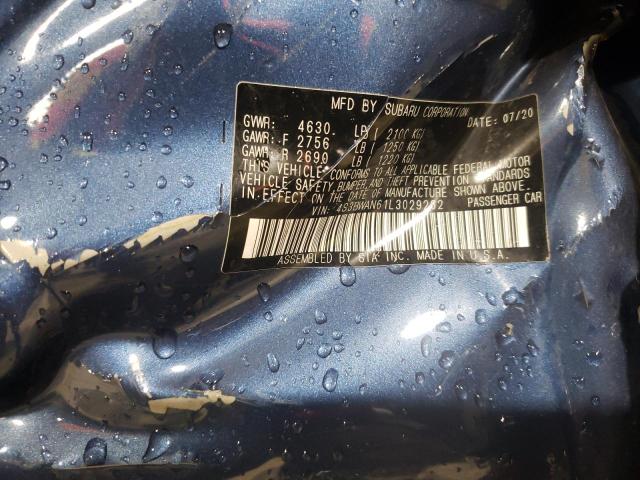 MFD BY SUBARU CORPORATION DATE: 07/20
GVWR: 4630. LB ( 2100 KG)
GAWR: F 2756 LB ( 1250 KG)
GAWR: R 2690 LB ( 1220 KG)
THIS VEHICLE CONFORMS TO ALL APPLICABLE FEDERAL MOTOR
VEHICLE SAFETY, BUMPER, AND THEFT PREVENTION STANDARDS
IN EFFECT ON THE DATE OF MANUFACTURE SHOWN ABOVE.
VIN: PASSENGER CAR
ASSEMBLED BY SIA INC. MADE IN U.S.A.